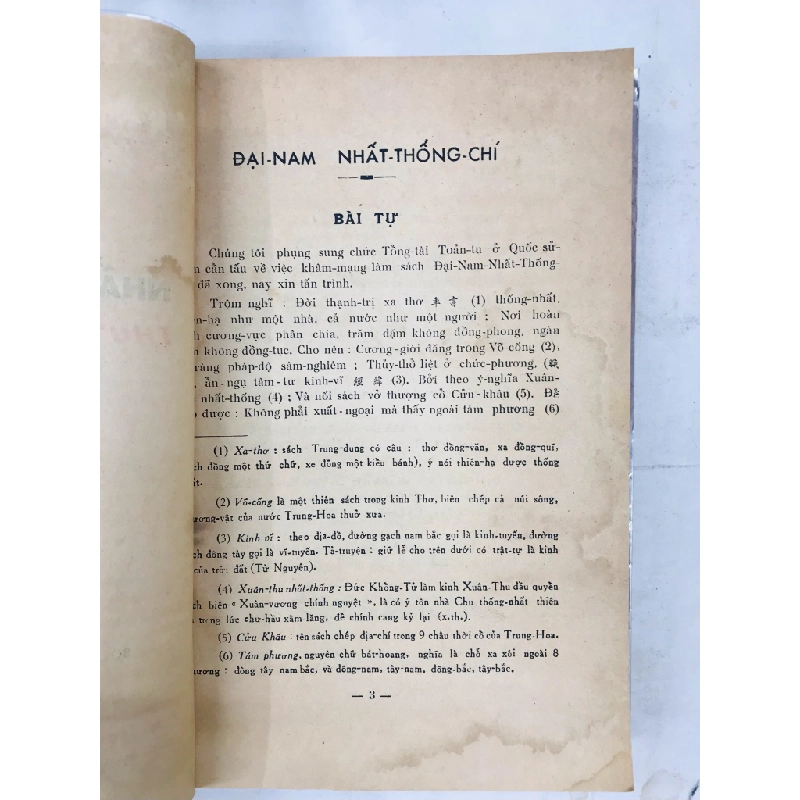 ĐẠI-NAM NHẤT-THỐNG-CHÍ
BÀI TỰ
Chúng tôi phụng sung chức Tổng-tài Toản-tu ở Quốc sử-
n cẩn tấu về việc khâm-mạng làm sách Đại-Nam-Nhất-Thống-
đã xong, nay xin tấn trình.
Trộm nghĩ : Đời thạnh-trị xa thơ 車書 (1) thống-nhất,
n-hạ như một nhà, cả nước như một người : Nơi hoàn
h cương-vực phân chia, trăm dặm không đồng-phong, ngàn
n không đồng-tục. Cho nên : Cương-giới đăng trong Võ-cống (2),
ràng pháp-độ sâm-nghiêm ; Thủy-thổ liệt ở chức-phương, (職
, ẩn-ngụ tâm-tư kinh-vĩ 經緯 (3). Bởi theo ý-nghĩa Xuân-
nhất-thống (4) ; Và nối sách võ thượng cổ Cửu-khâu (5). Để
o được : Không phải xuất-ngoại mà thấy ngoài tám phương (6)
(1) Xa-thơ : sách Trung-dung có câu : thơ đồng-văn, xa đồng-quĩ,
ch đồng một thứ chữ, xe đồng một kiểu bánh), ý nói thiên-hạ được thống
ất.
(2) Võ-cống là một thiên sách trong kinh Thơ, biên chép cả núi sông,
ương-vật của nước Trung-Hoa thuở xưa.
(3) Kinh vĩ : theo địa-đồ, đường gạch nam bắc gọi là kinh-tuyến, đường
ch đông tây gọi là vĩ-tuyến. Tả-truyện : giữ lễ cho trên dưới có trật-tự là kinh
của trời đất (Từ Nguyên).
(4) Xuân-thu nhất-thống : Đức Khổng-Tử làm kinh Xuân-Thu đầu quyển
ch biên « Xuân-vương chính nguyệt », là có ý tôn nhà Chu thống-nhất thiên
trong lúc chư-hầu xâm lăng, để chính cang kỷ lại (x.th.).
(5) Cửu Khâu : tên sách chép địa-chí trong 9 châu thời cổ của Trung-Hoa.
(6) Tám phương, nguyên chữ bát-hoang, nghĩa là chỗ xa xôi ngoài 8
ương : đông tây nam bắc, và đông-nam, tây-nam, đông-bắc, tây-bắc.
— 3 —